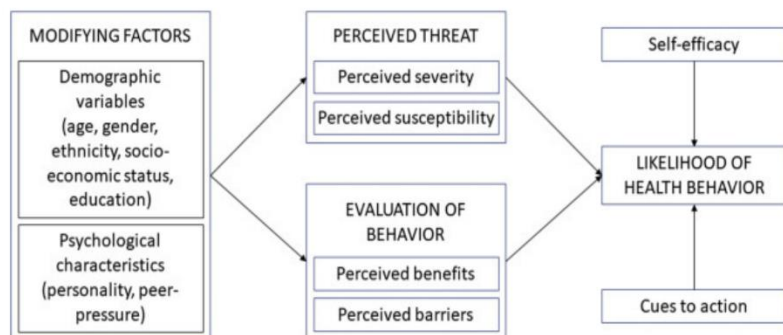 MODIFYING FACTORS
Demographic
variables
(age, gender,
ethnicity, socio-
economic status,
education)
Psychological
characteristics
(personality, peer-
pressure)
PERCEIVED THREAT
Perceived severity
Perceived susceptibility
EVALUATION OF
BEHAVIOR
Perceived benefits
Perceived barriers
Self-efficacy
LIKELIHOOD OF
HEALTH BEHAVIOR
Cues to action